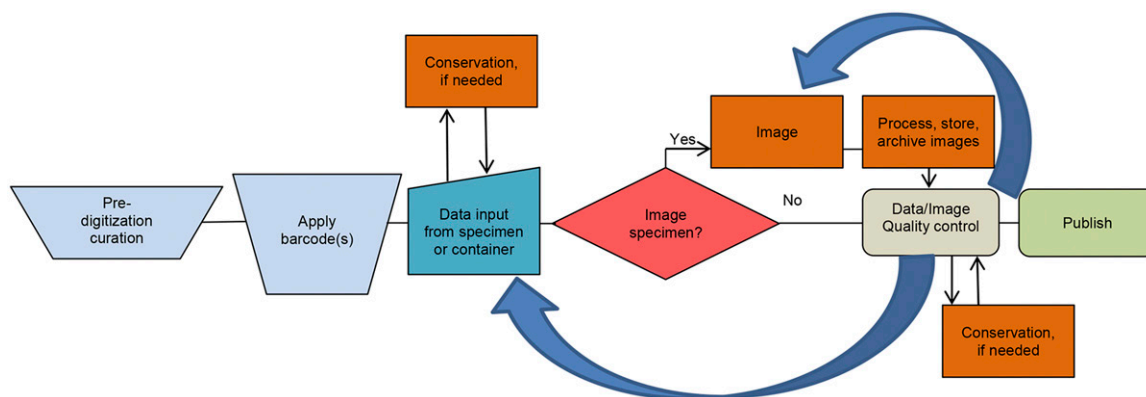 Pre-
digitization
curation
Apply
barcode(s)
Conservation,
if needed
Data input
from specimen
or container
Image
specimen?
Yes
No
Image
Process, store,
archive images
Data/Image
Quality control
Conservation,
if needed
Publish